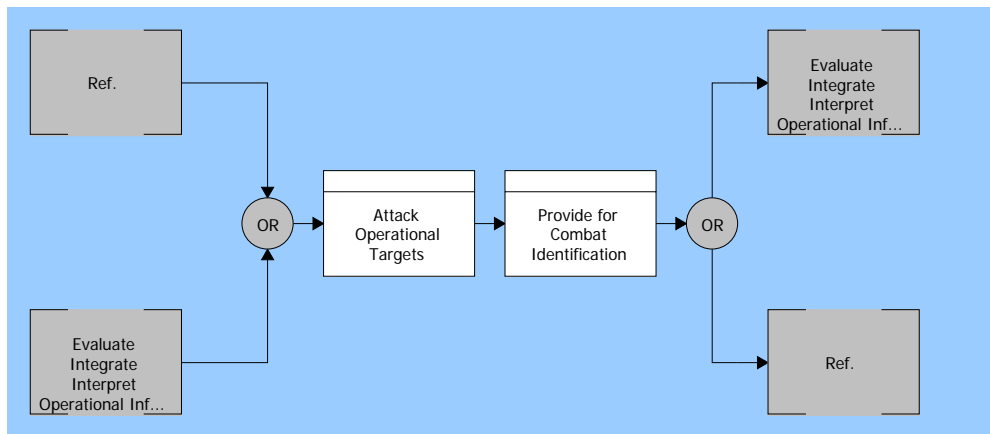 Ref.
Evaluate
Integrate
Interpret
Operational Inf...
OR
Attack
Operational
Targets
Provide for
Combat
Identification
OR
Evaluate
Integrate
Interpret
Operational Inf...
Ref.